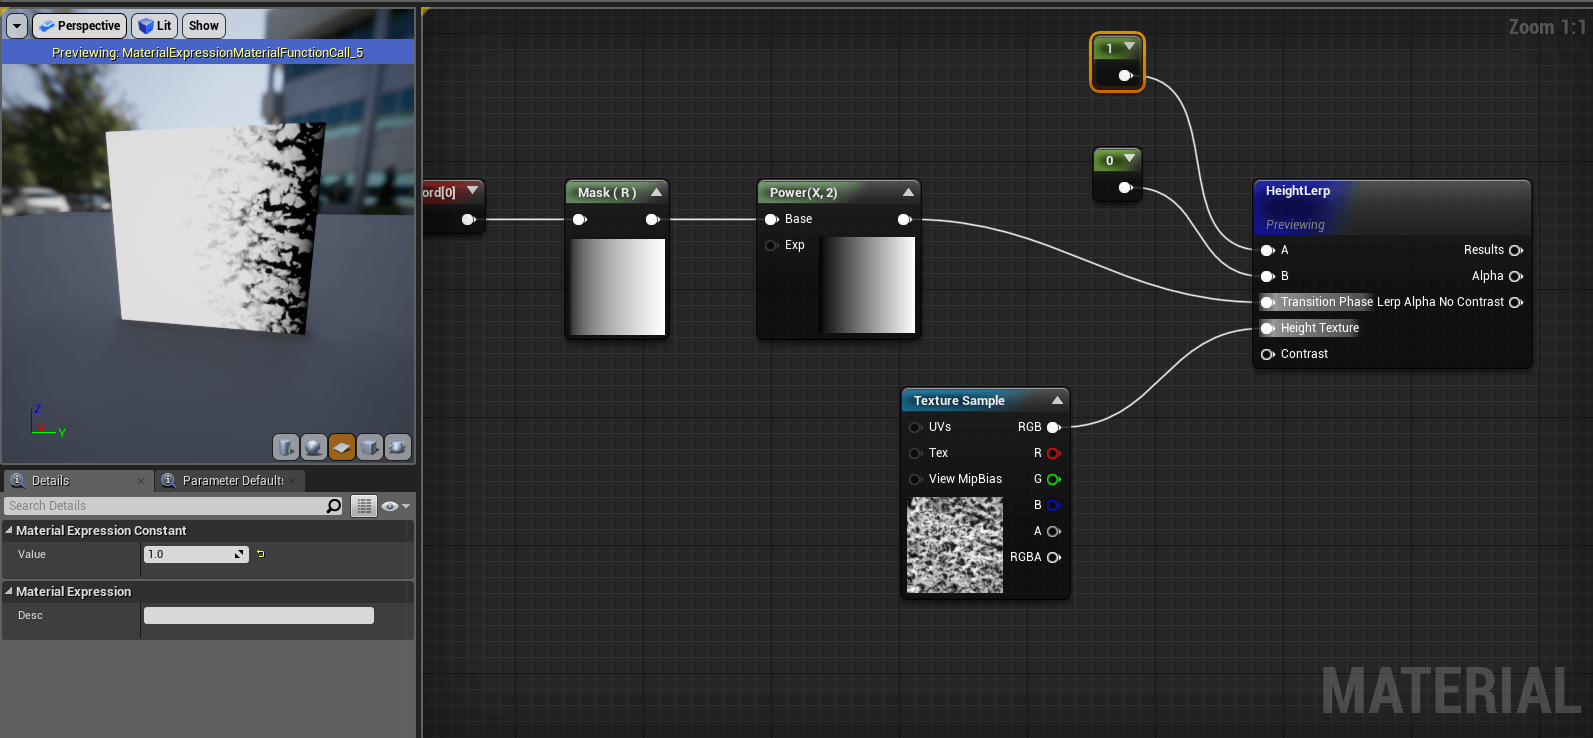 Perspective
Lit
Show
Previewing: MaterialExpressionMaterialFunctionCall_5
Z
Y
Details
Parameter Defaults
Search Details
Material Expression Constant
Value
1.0
Material Expression
Desc
Zoom 1:1
1
0
ord[0]
Mask ( R )
Power(X, 2)
Base
Exp
HeightLerp
Previewing
A
Results
B
Alpha
Transition Phase
Lerp Alpha No Contrast
Height Texture
Contrast
Texture Sample
UVs
RGB
Tex
R
View MipBias
G
B
A
RGBA
MATERIAL